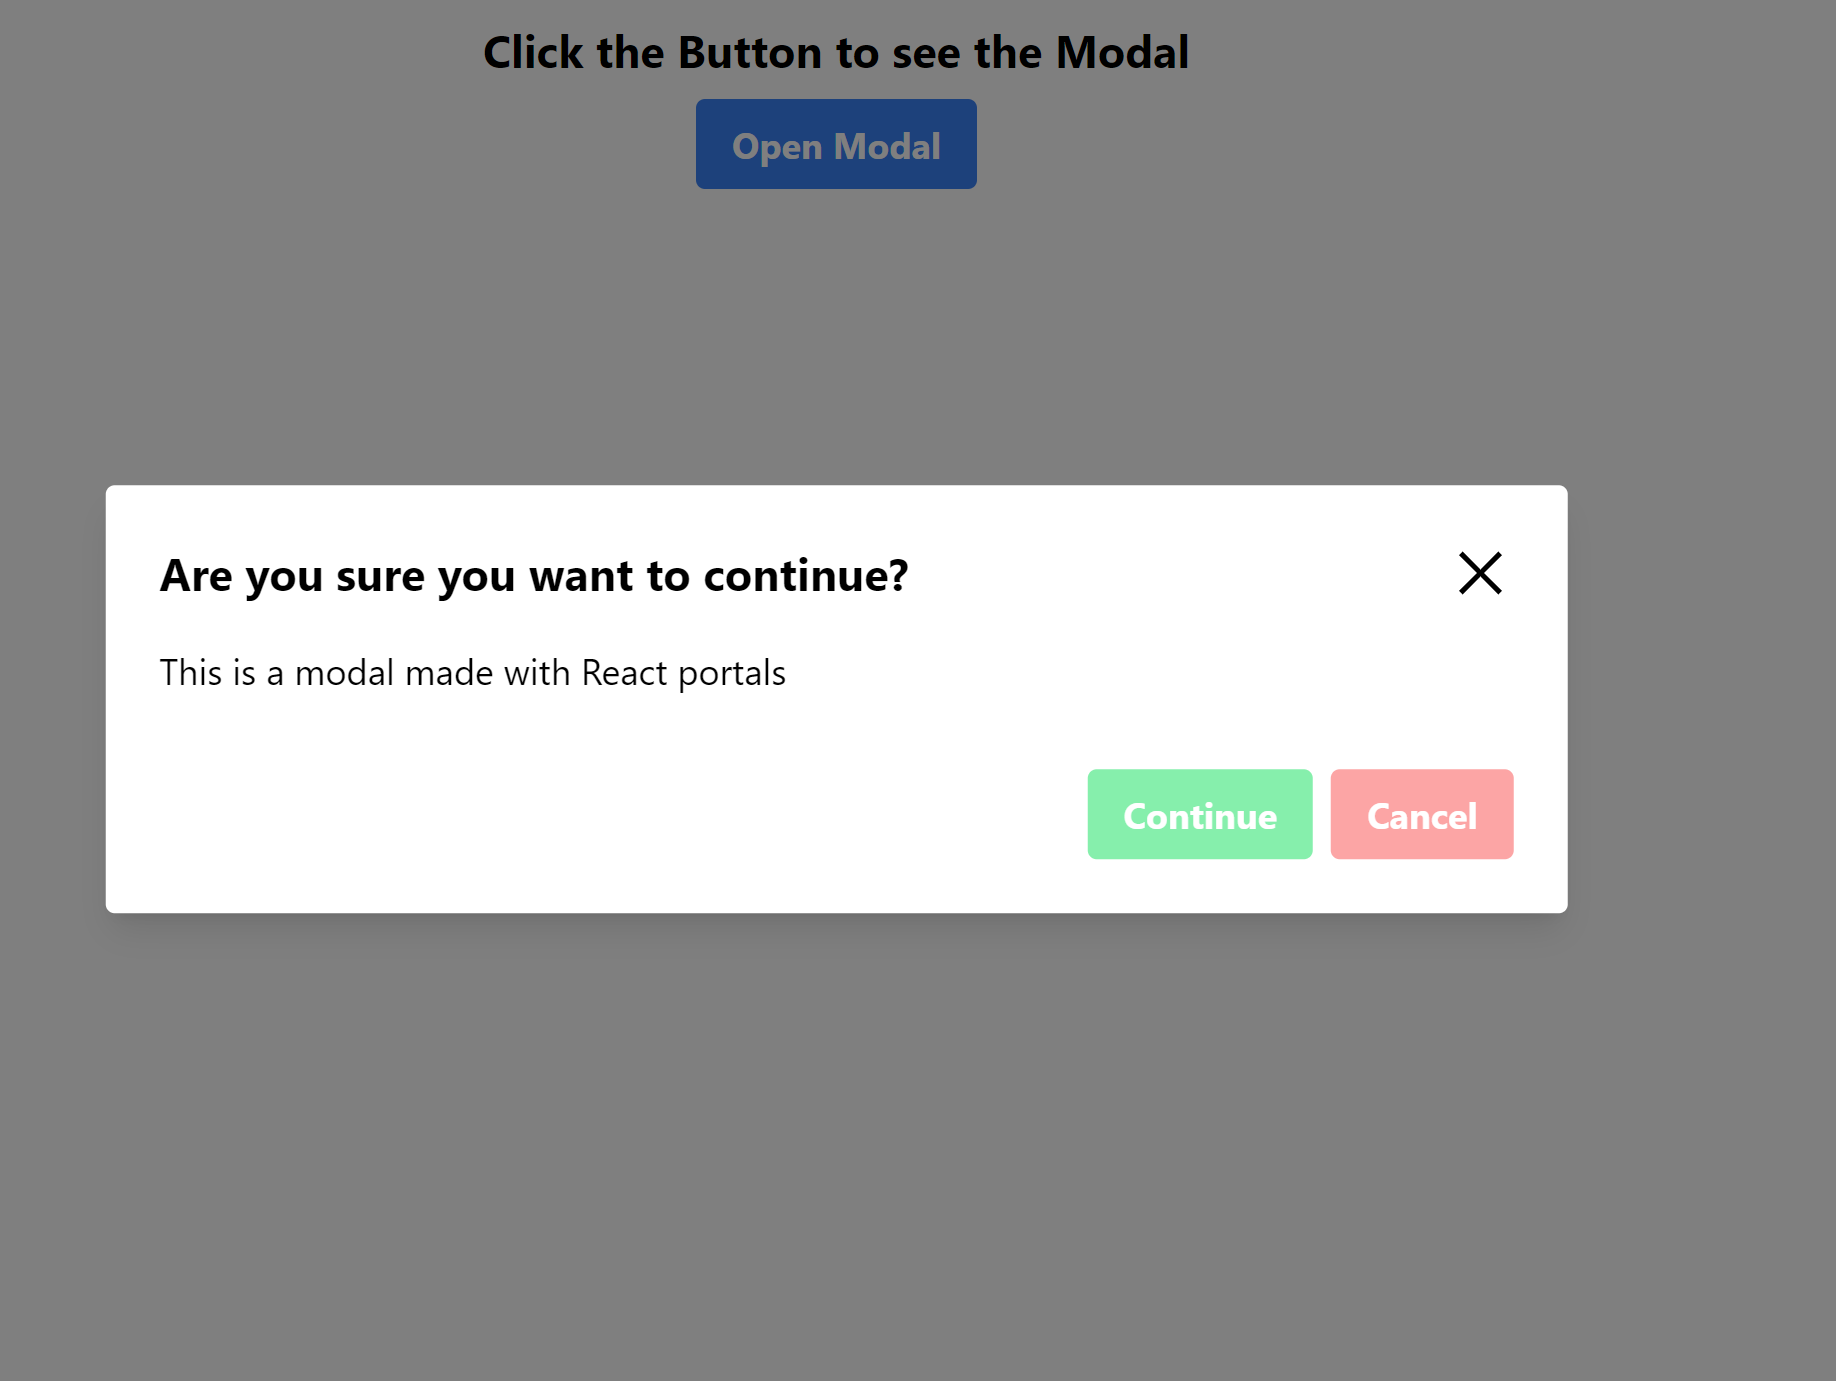 Click the Button to see the Modal
Open Modal
Are you sure you want to continue?
This is a modal made with React portals
Continue Cancel